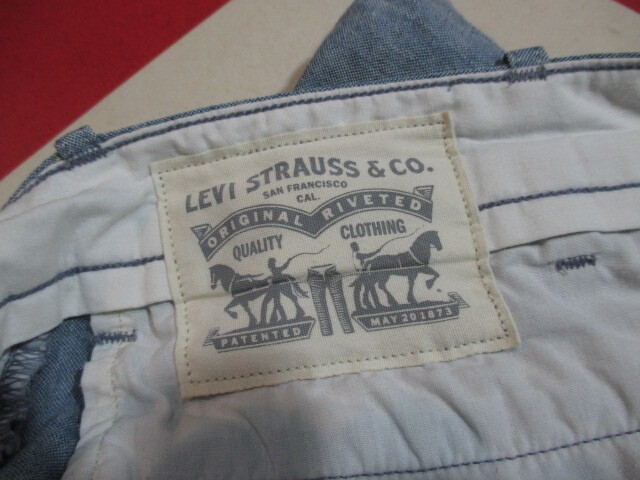 LEVI STRAUSS & CO.
SAN FRANCISCO
CAL.
ORIGINAL RIVETED
QUALITY CLOTHING
PATENTED MAY 20 1873